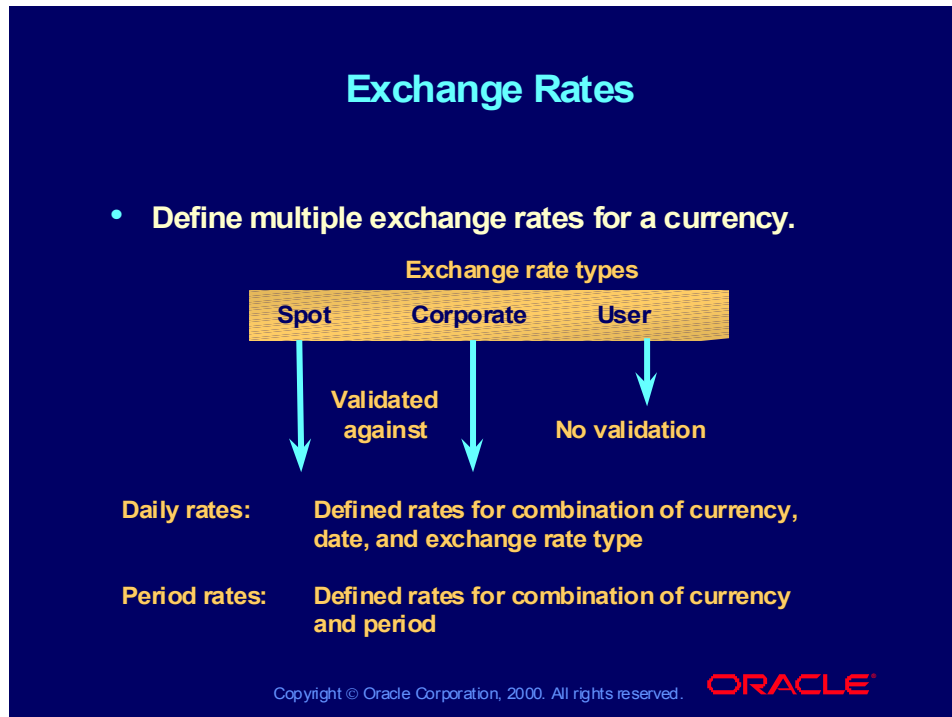 Exchange Rates
• Define multiple exchange rates for a currency.
Exchange rate types
Spot Corporate User
Validated
against
No validation
Daily rates: Defined rates for combination of currency,
date, and exchange rate type
Period rates: Defined rates for combination of currency
and period
Copyright © Oracle Corporation, 2000. All rights reserved.
ORACLE®